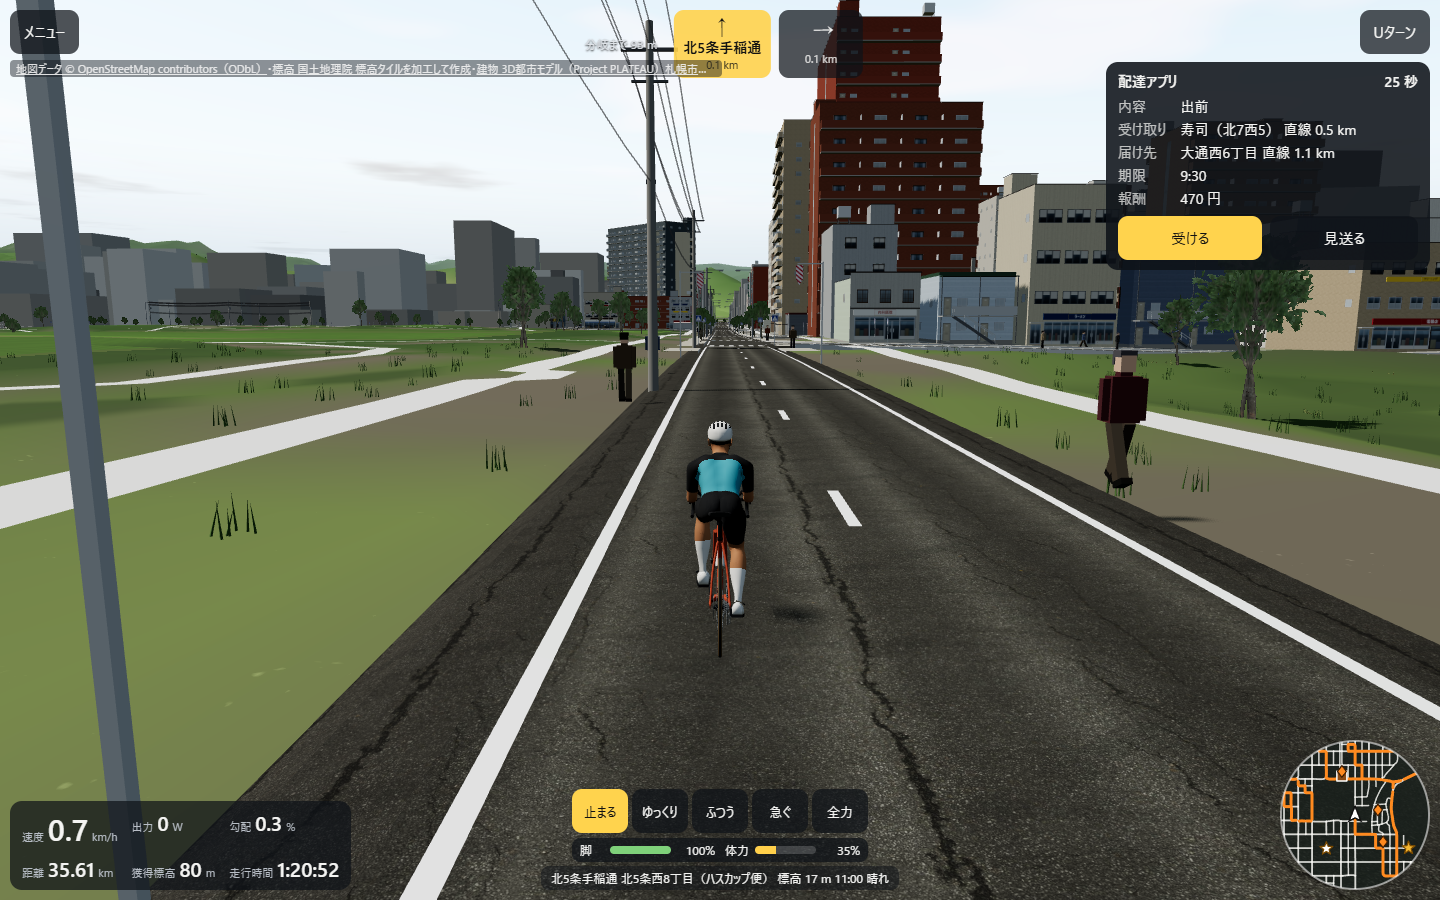 メニュー
分岐まで 93 m
↑
北5条手稲通
0.1 km
→
0.1 km
Uターン
地図データ © OpenStreetMap contributors（ODbL）・標高 国土地理院 標高タイルを加工して作成・建物 3D都市モデル（Project PLATEAU）札幌市…
配達アプリ 25 秒
内容 出前
受け取り 寿司（北7西5） 直線 0.5 km
届け先 大通西6丁目 直線 1.1 km
期限 9:30
報酬 470 円
受ける 見送る
止まる ゆっくり ふつう 急ぐ 全力
脚 100% 体力 35%
北5条手稲通 北5条西8丁目（ハスカップ便） 標高 17 m 11:00 晴れ
速度 0.7 km/h 出力 0 W 勾配 0.3 %
距離 35.61 km 獲得標高 80 m 走行時間 1:20:52